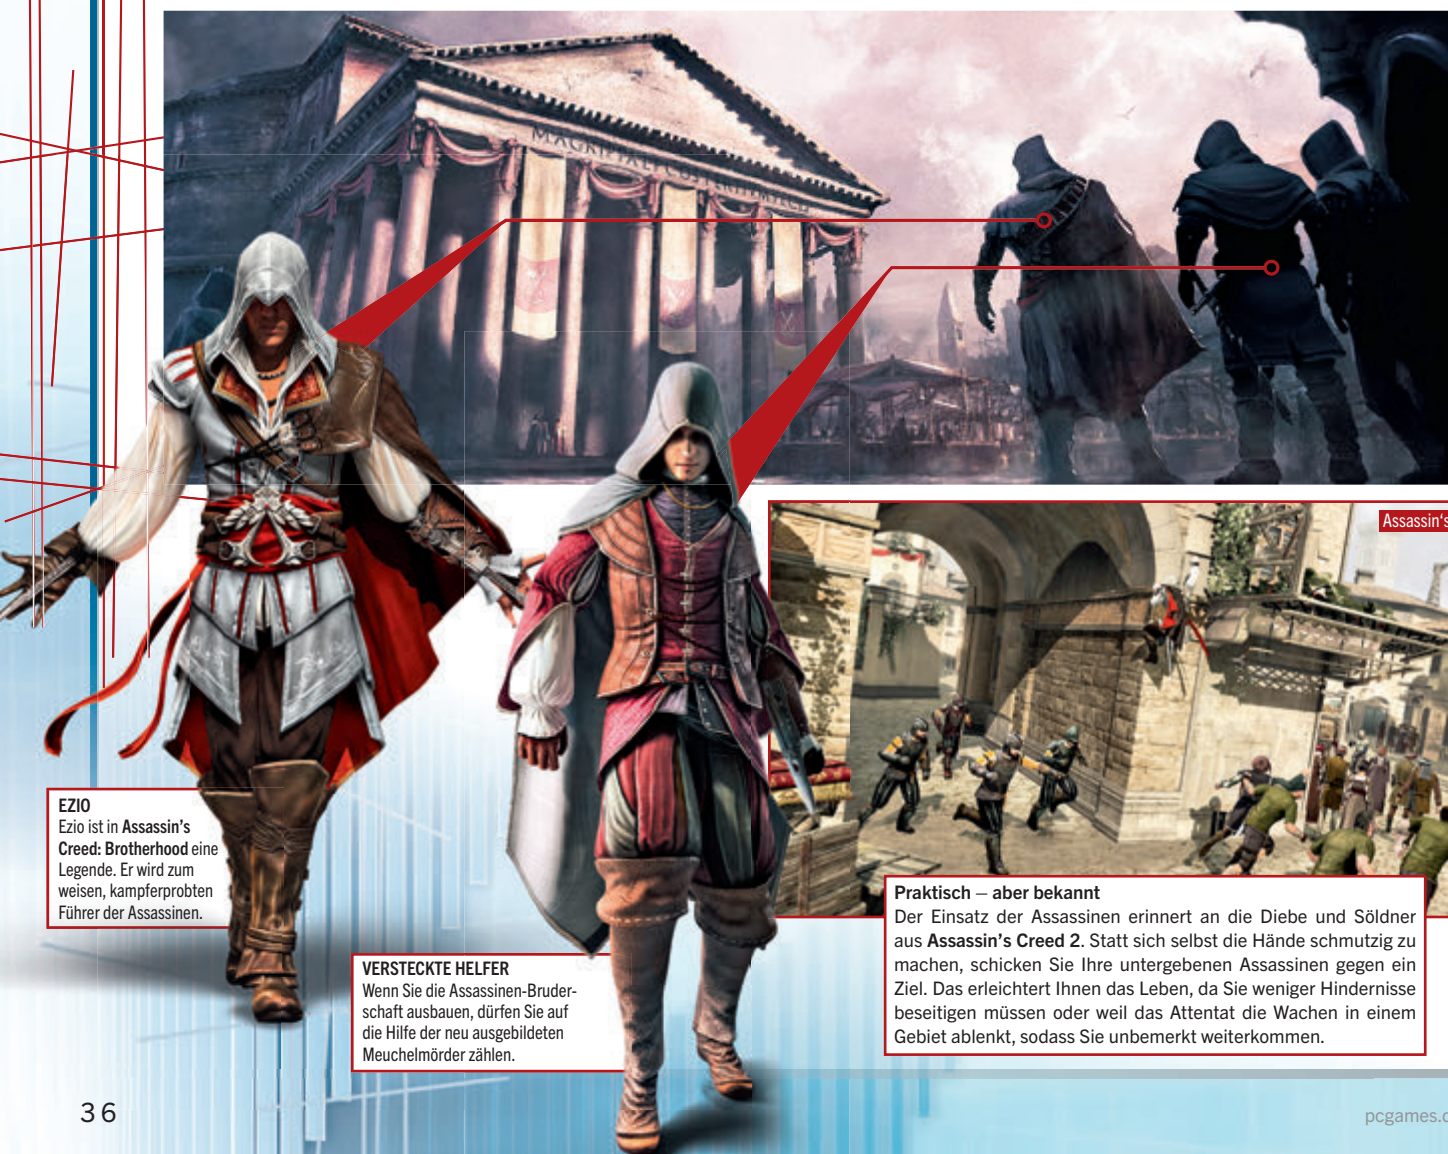 Assassin's
EZIO
Ezio ist in Assassin's
Creed: Brotherhood eine
Legende. Er wird zum
weisen, kampferprobten
Führer der Assassinen.
VERSTECKTE HELFER
Wenn Sie die Assassinen-Bruder-
schaft ausbauen, dürfen Sie auf
die Hilfe der neu ausgebildeten
Meuchelmörder zählen.
Praktisch – aber bekannt
Der Einsatz der Assassinen erinnert an die Diebe und Söldner
aus Assassin's Creed 2. Statt sich selbst die Hände schmutzig zu
machen, schicken Sie Ihre untergebenen Assassinen gegen ein
Ziel. Das erleichtert Ihnen das Leben, da Sie weniger Hindernisse
beseitigen müssen oder weil das Attentat die Wachen in einem
Gebiet ablenkt, sodass Sie unbemerkt weiterkommen.
36
pcgames.d